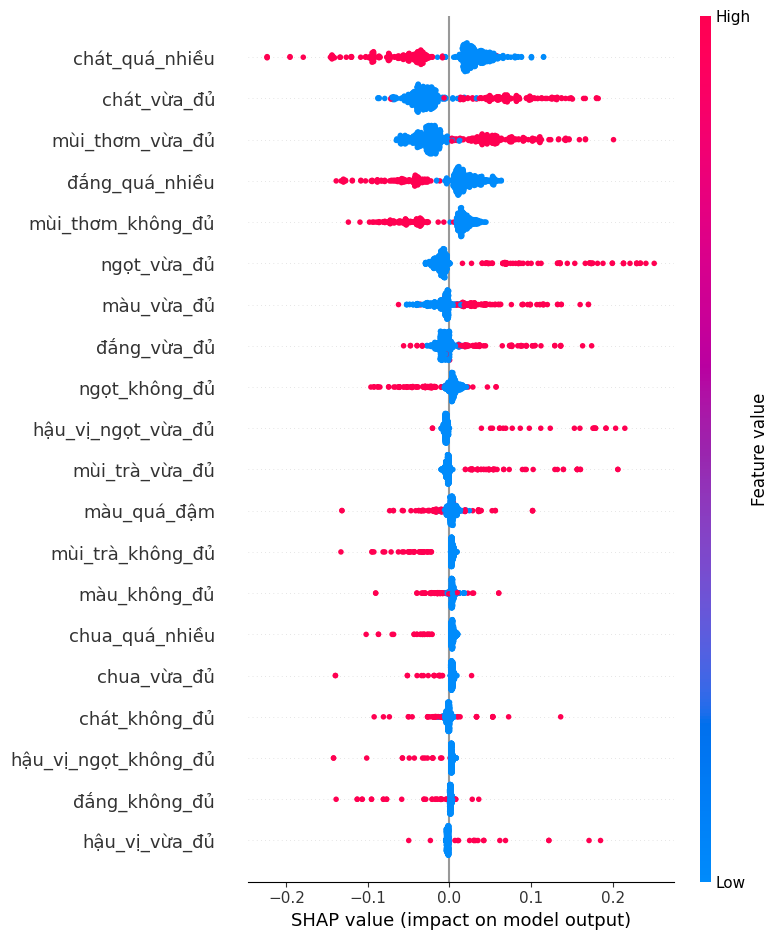 High
chát_quá_nhiều
chát_vừa_đủ
mùi_thơm_vừa_đủ
đắng_quá_nhiều
mùi_thơm_không_đủ
ngọt_vừa_đủ
màu_vừa_đủ
đắng_vừa_đủ
ngọt_không_đủ
hậu_vị_ngọt_vừa_đủ
mùi_trà_vừa_đủ
màu_quá_đậm
mùi_trà_không_đủ
màu_không_đủ
chua_quá_nhiều
chua_vừa_đủ
chát_không_đủ
hậu_vị_ngọt_không_đủ
đắng_không_đủ
hậu_vị_vừa_đủ
Feature value
Low
−0.2 −0.1 0.0 0.1 0.2
SHAP value (impact on model output)